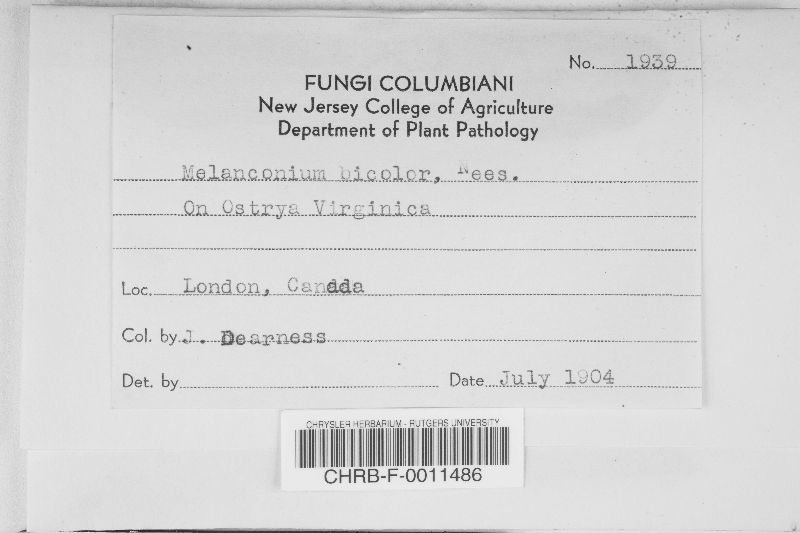 No. 1939
FUNGI COLUMBIANI
New Jersey College of Agriculture
Department of Plant Pathology
Melanconium bicolor, Nees.
On Ostrya Virginica
Loc. London, Canada
Col. by J. Dearness
Det. by
Date July 1904
CHRYSLER HERBARIUM - RUTGERS UNIVERSITY
CHRB-F-0011486